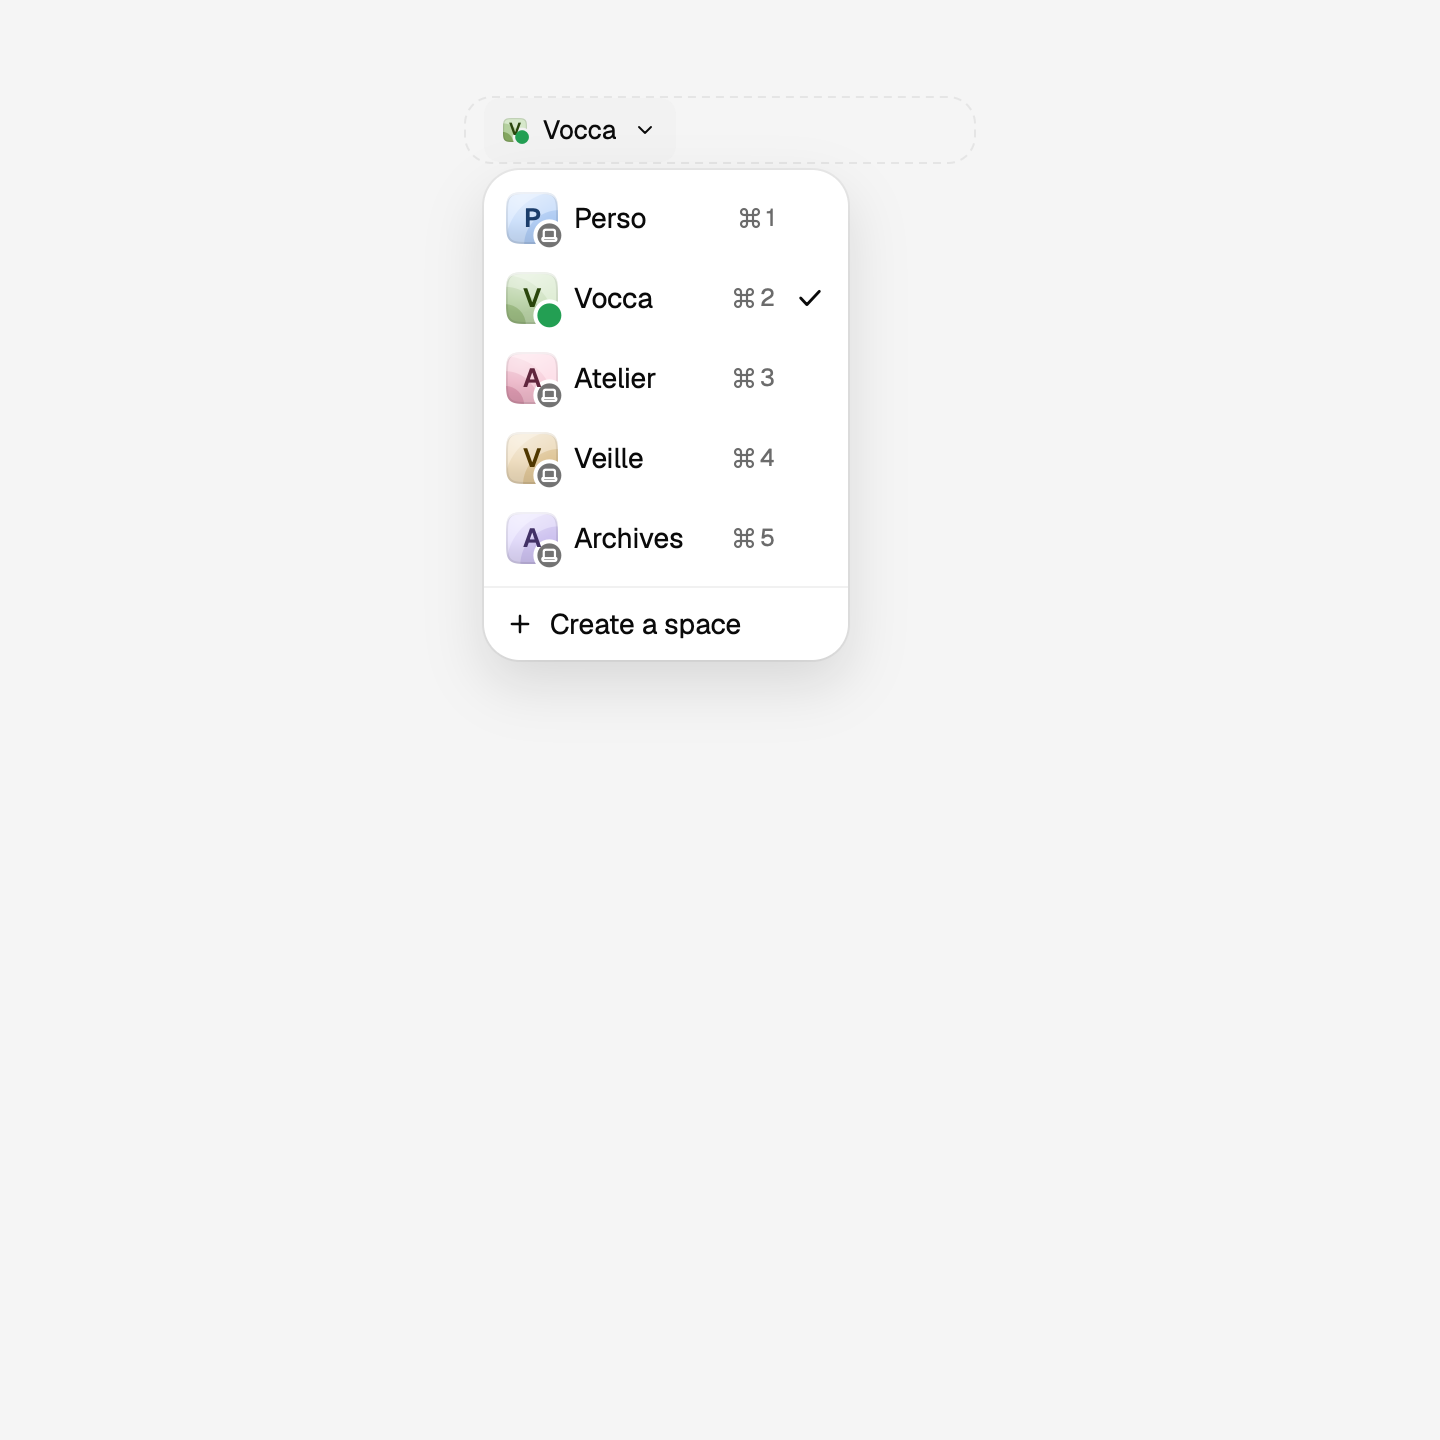 V Vocca
P Perso ⌘1
V Vocca ⌘2
A Atelier ⌘3
V Veille ⌘4
A Archives ⌘5
Create a space